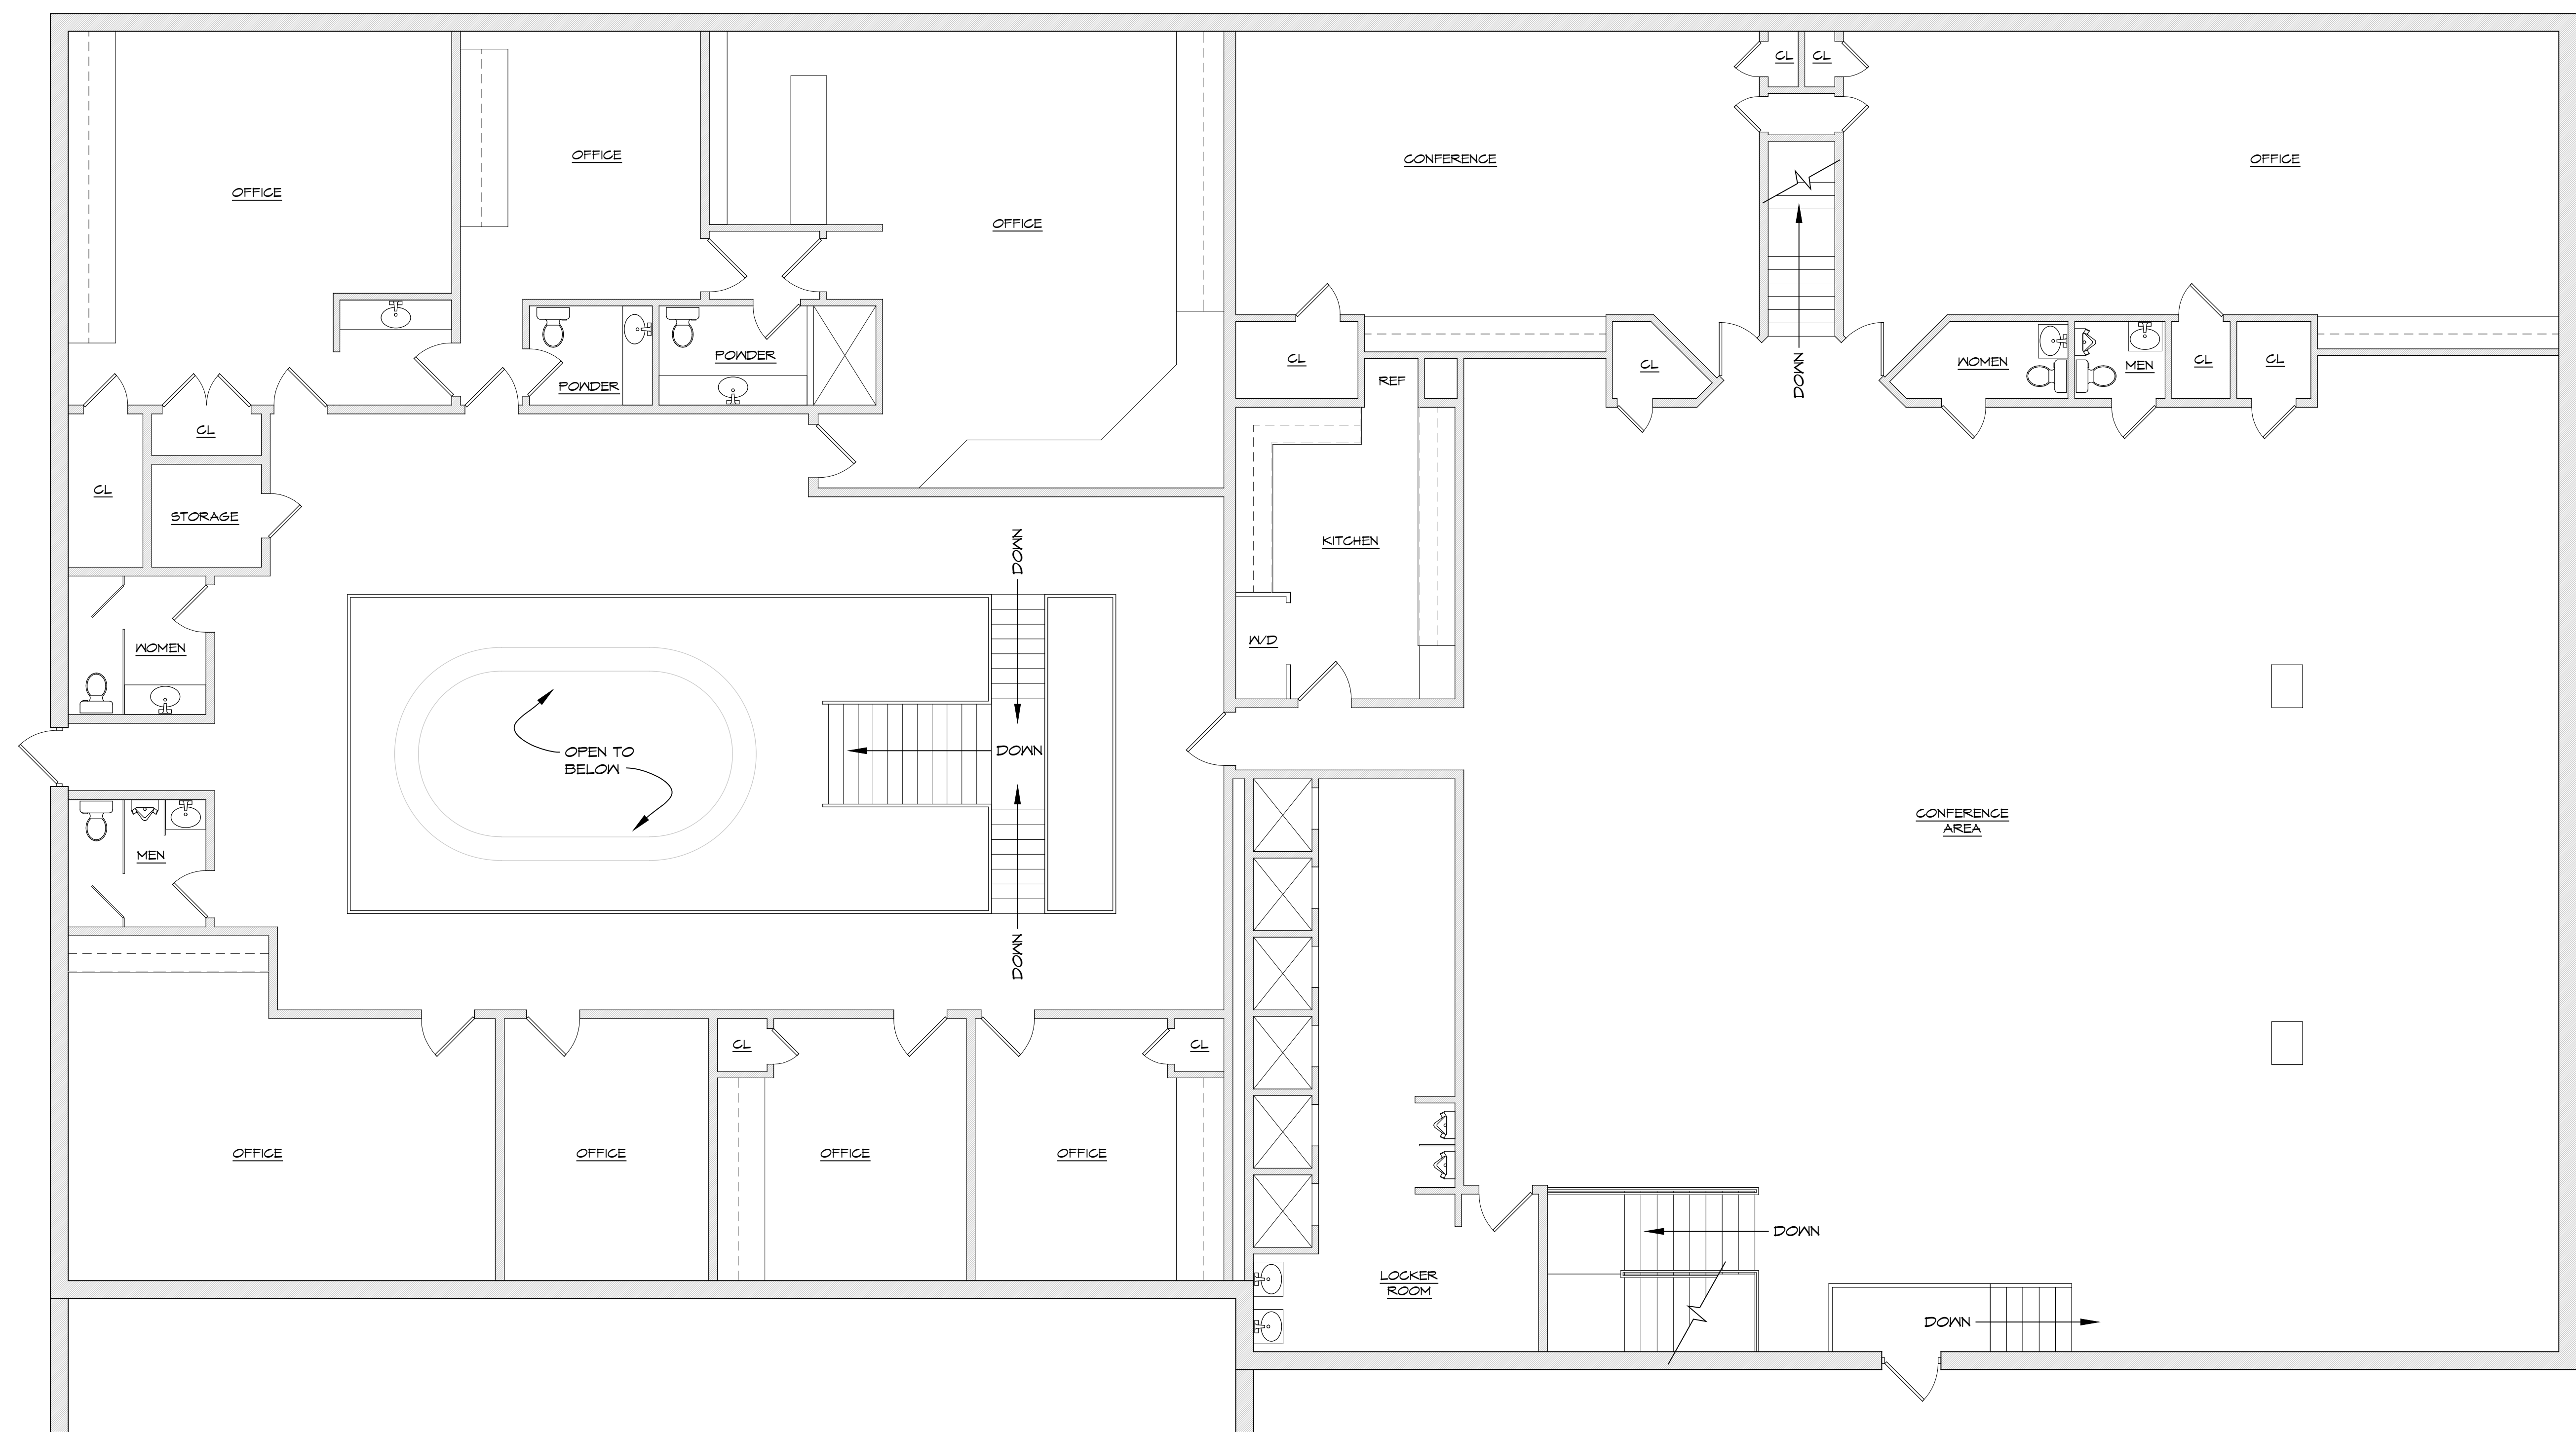 CL
CL
OFFICE
OFFICE
OFFICE
CONFERENCE
OFFICE
POWDER
POWDER
CL
REF
CL
DOWN
WOMEN
MEN
CL
CL
CL
CL
STORAGE
KITCHEN
DOWN
WOMEN
W/D
OPEN TO
BELOW
DOWN
MEN
CONFERENCE
AREA
DOWN
CL
CL
OFFICE
OFFICE
OFFICE
OFFICE
LOCKER
ROOM
DOWN
DOWN